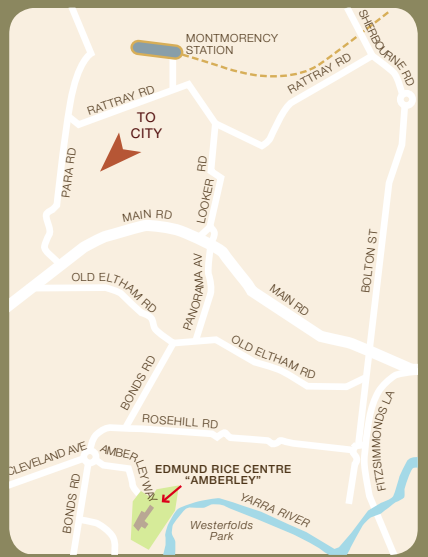 MONTMORENCY
STATION
SHERBOURNE RD
RATTRAY RD
RATTRAY RD
TO
CITY
PARA RD
LOOKER RD
MAIN RD
BOLTON ST
OLD ELTHAM RD
PANORAMA AV
MAIN RD
OLD ELTHAM RD
BONDS RD
ROSEHILL RD
FITZSIMMONDS LA
CLEVELAND AVE
AMBERLEY WAY
EDMUND RICE CENTRE
“AMBERLEY”
BONDS RD
YARRA RIVER
Westerfolds
Park